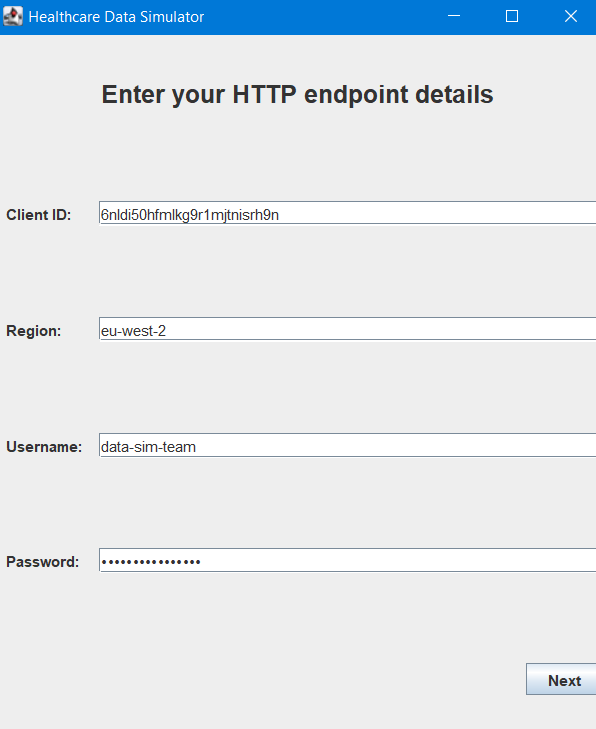 Healthcare Data Simulator
Enter your HTTP endpoint details
Client ID: 6nldi50hfmlkg9r1mjtnisrh9n
Region: eu-west-2
Username: data-sim-team
Password: ••••••••••••••••
Next